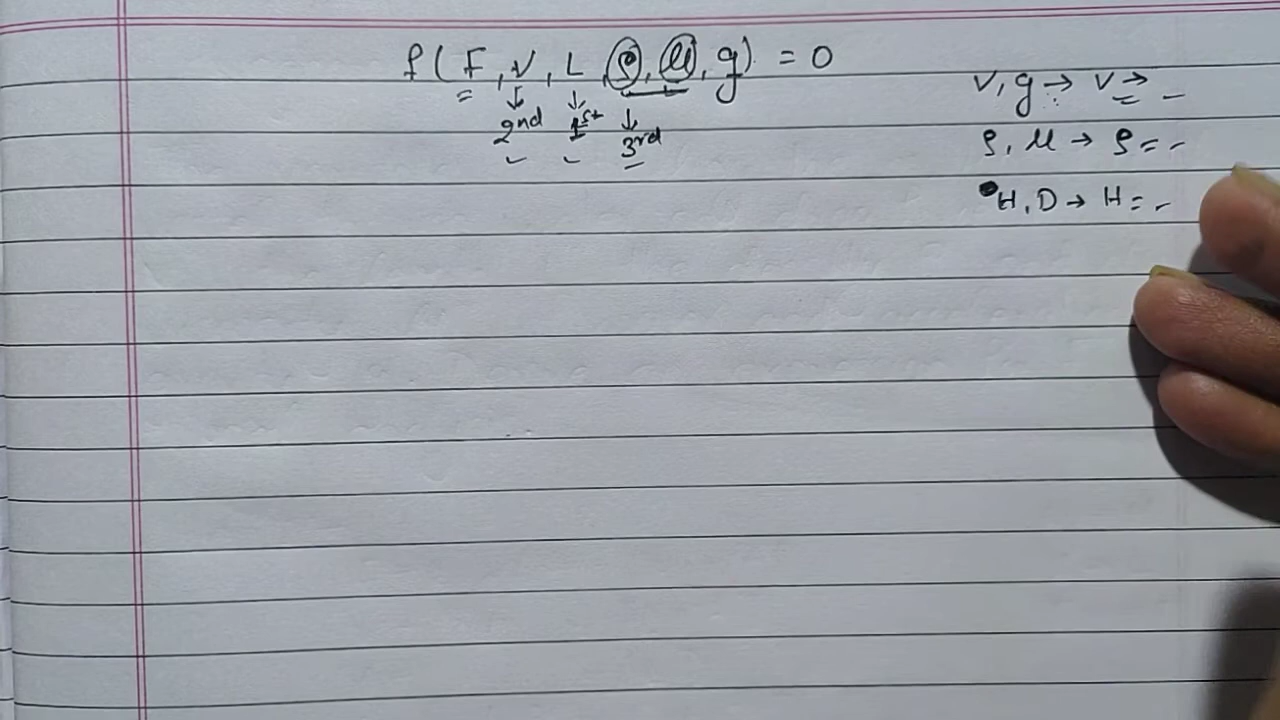 f ( F , V , L , ρ , μ , g ) = 0
2nd 1st 3rd
V, g → V →
ρ, μ → ρ = -
H, D → H = -